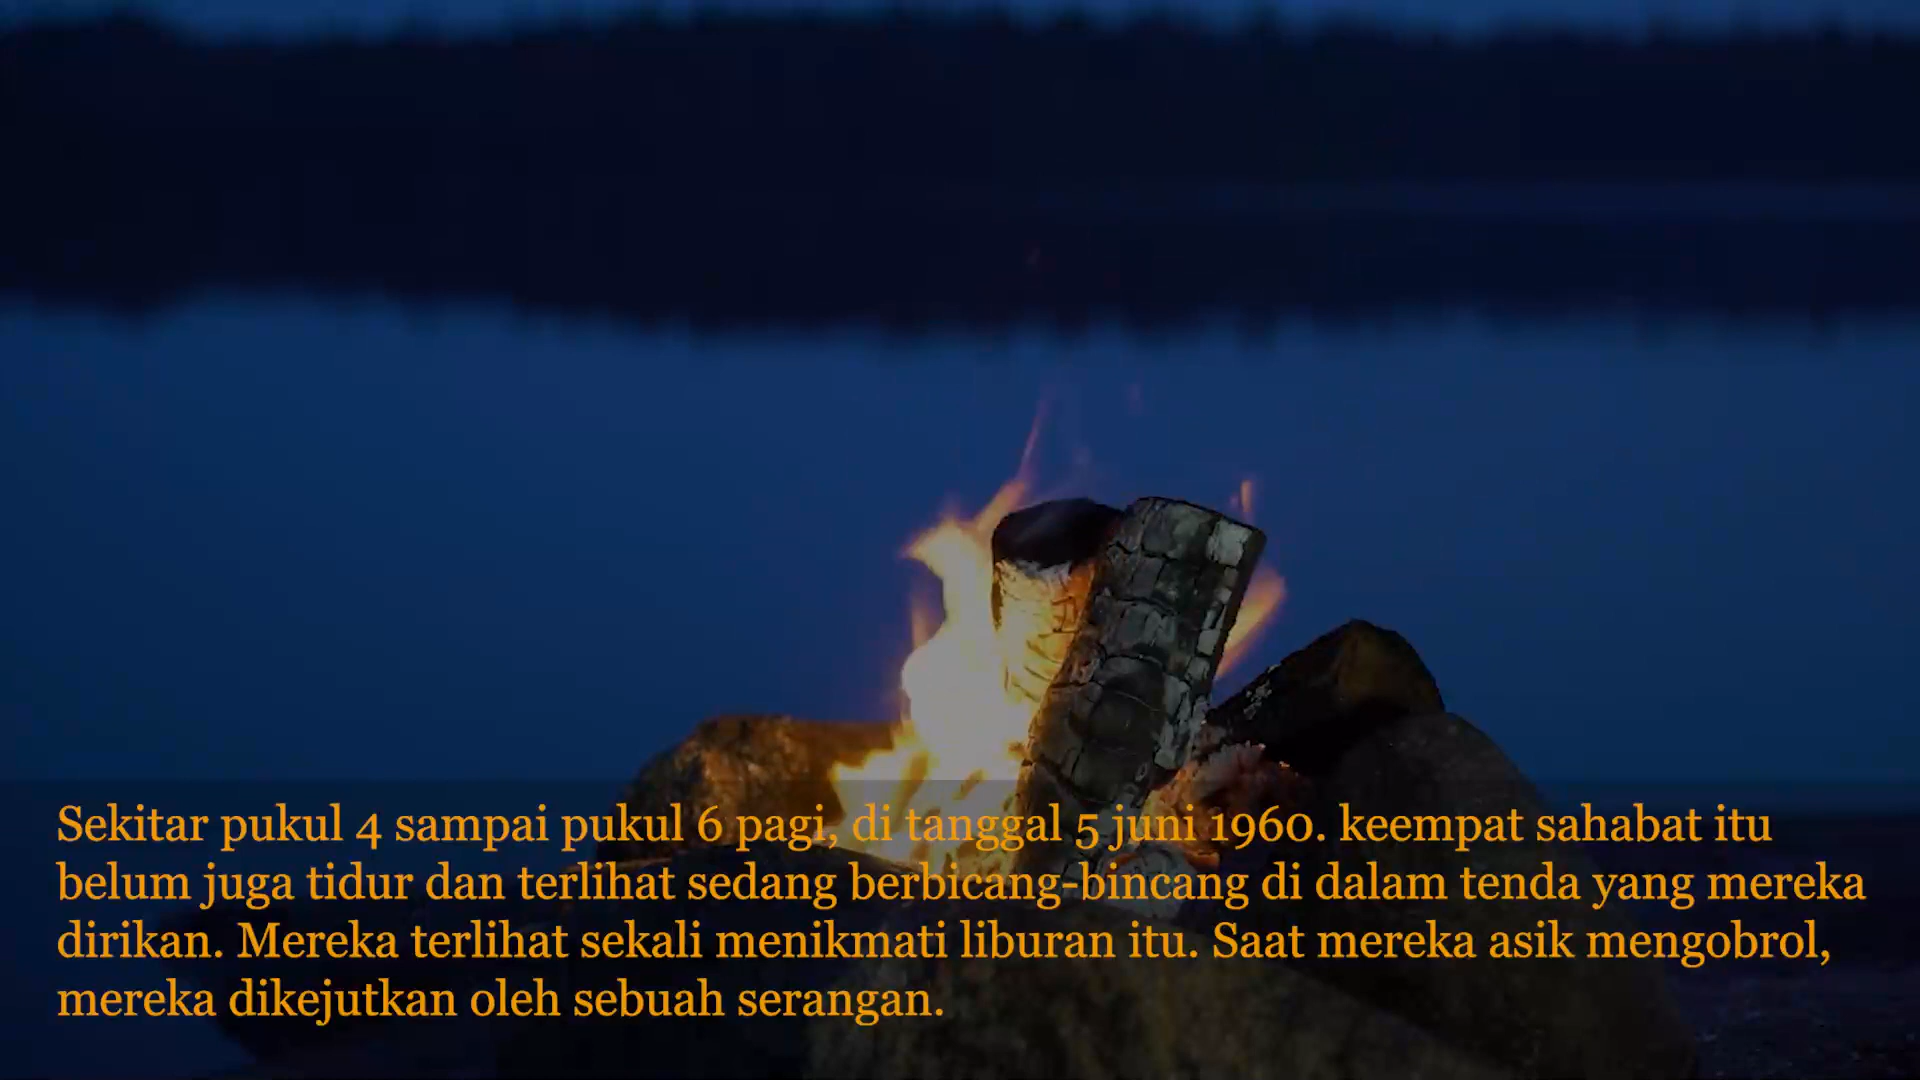 Sekitar pukul 4 sampai pukul 6 pagi, di tanggal 5 juni 1960. keempat sahabat itu
belum juga tidur dan terlihat sedang berbicang-bincang di dalam tenda yang mereka
dirikan. Mereka terlihat sekali menikmati liburan itu. Saat mereka asik mengobrol,
mereka dikejutkan oleh sebuah serangan.